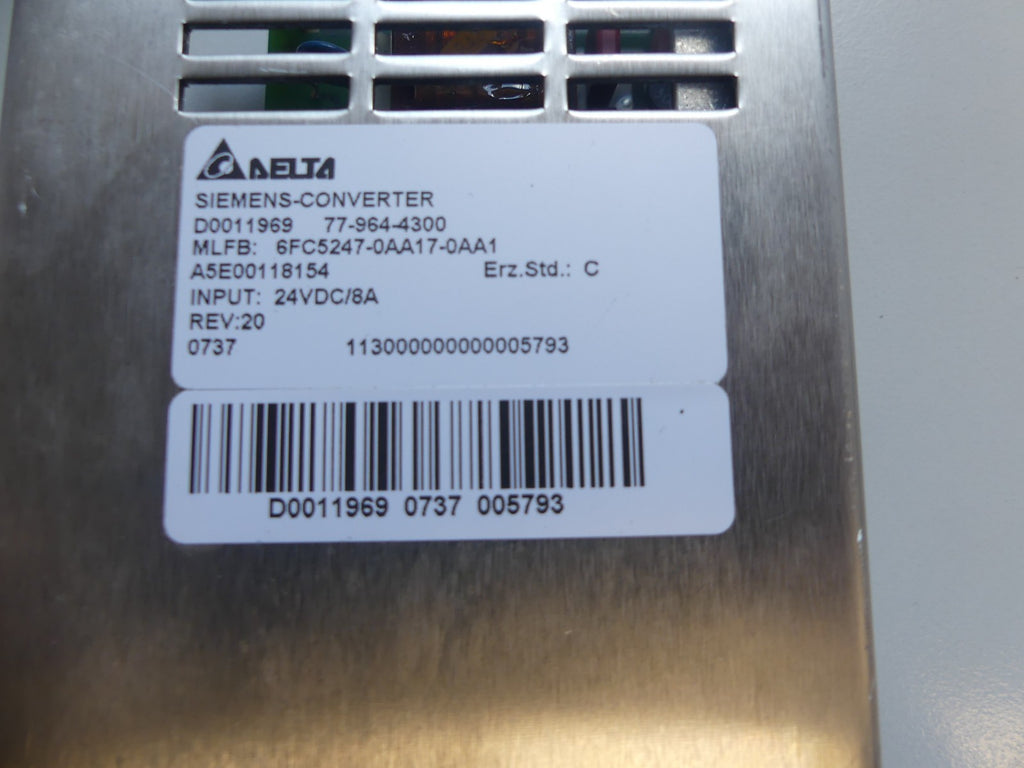 DELTA
SIEMENS-CONVERTER
D0011969 77-964-4300
MLFB: 6FC5247-0AA17-0AA1
A5E00118154 Erz.Std.: C
INPUT: 24VDC/8A
REV:20
0737 113000000000005793
D0011969 0737 005793